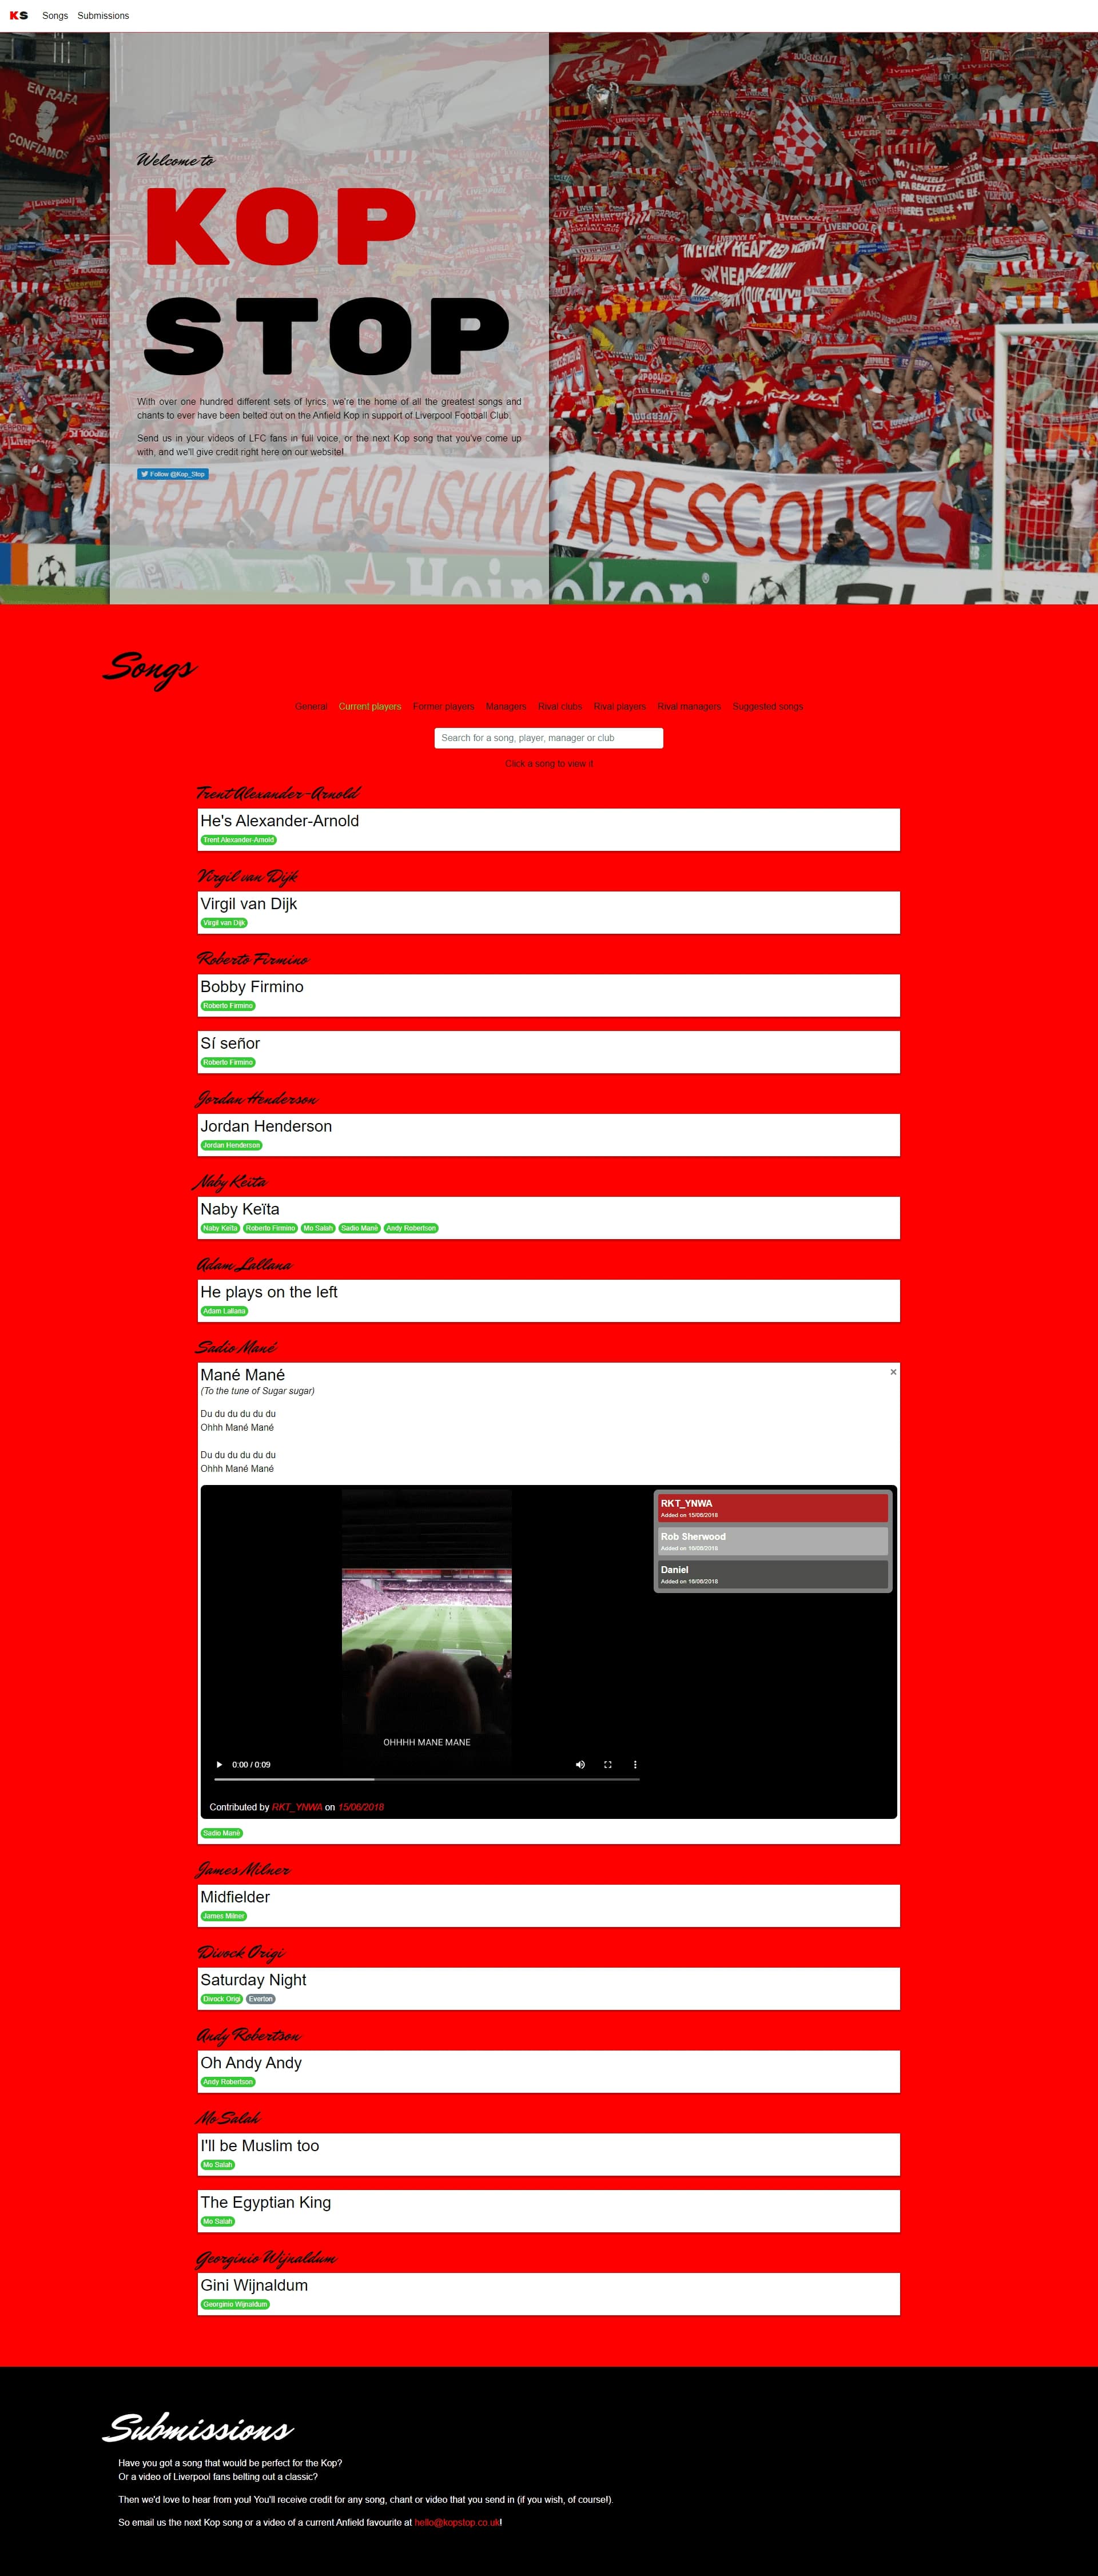 KS Songs Submissions
EN RAFA
CONFIAMOS
Welcome to
KOP
STOP
With over one hundred different sets of lyrics, we're the home of all the greatest songs and
chants to ever have been belted out on the Anfield Kop in support of Liverpool Football Club.
Send us in your videos of LFC fans in full voice, or the next Kop song that you've come up
with, and we'll give credit right here on our website!
Follow @Kop_Stop
ARESCOUSE
Heineken
Songs
General Current players Former players Managers Rival clubs Rival players Rival managers Suggested songs
Search for a song, player, manager or club
Click a song to view it
Trent Alexander-Arnold
He's Alexander-Arnold
Trent Alexander-Arnold
Virgil van Dijk
Virgil van Dijk
Virgil van Dijk
Roberto Firmino
Bobby Firmino
Roberto Firmino
Sí señor
Roberto Firmino
Jordan Henderson
Jordan Henderson
Jordan Henderson
Naby Keïta
Naby Keïta
Naby Keïta Roberto Firmino Mo Salah Sadio Mané Andy Robertson
Adam Lallana
He plays on the left
Adam Lallana
Sadio Mané
Mané Mané
×
(To the tune of Sugar sugar)
Du du du du du du
Ohhh Mané Mané
Du du du du du du
Ohhh Mané Mané
RKT_YNWA
Added on 15/06/2018
Rob Sherwood
Added on 16/06/2018
Daniel
Added on 16/06/2018
OHHHH MANE MANE
0:00 / 0:09
Contributed by RKT_YNWA on 15/06/2018
Sadio Mané
James Milner
Midfielder
James Milner
Divock Origi
Saturday Night
Divock Origi Everton
Andy Robertson
Oh Andy Andy
Andy Robertson
Mo Salah
I'll be Muslim too
Mo Salah
The Egyptian King
Mo Salah
Georginio Wijnaldum
Gini Wijnaldum
Georginio Wijnaldum
Submissions
Have you got a song that would be perfect for the Kop?
Or a video of Liverpool fans belting out a classic?
Then we'd love to hear from you! You'll receive credit for any song, chant or video that you send in (if you wish, of course!).
So email us the next Kop song or a video of a current Anfield favourite at hello@kopstop.co.uk!